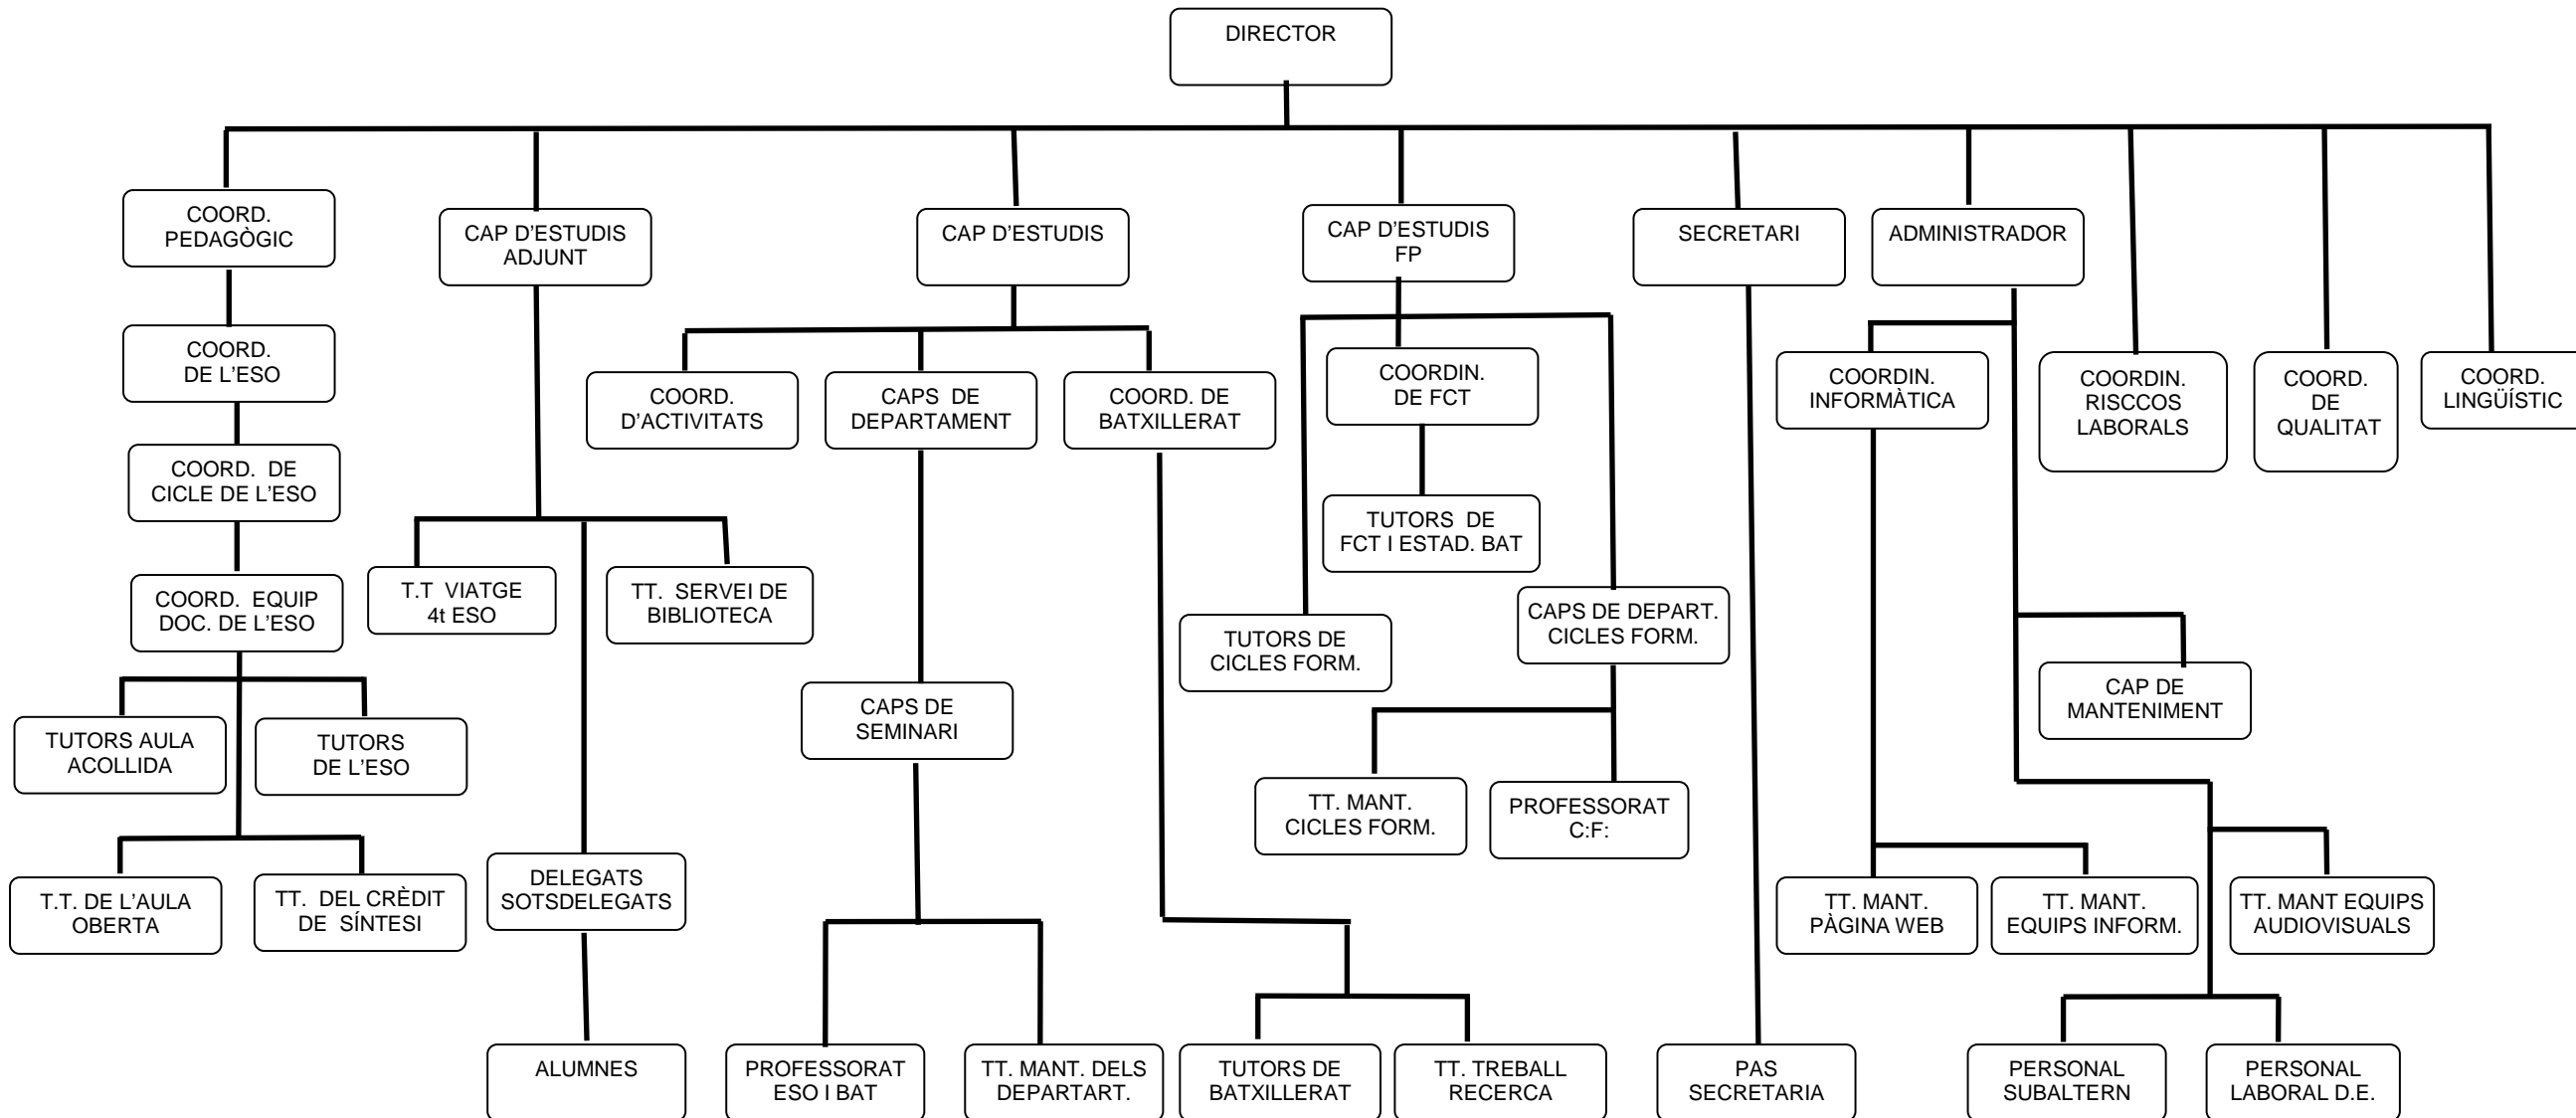 DIRECTOR
COORD.
PEDAGÒGIC
CAP D'ESTUDIS
ADJUNT
CAP D'ESTUDIS
CAP D'ESTUDIS
FP
SECRETARI
ADMINISTRADOR
COORD.
DE L'ESO
COORD.
D'ACTIVITATS
CAPS DE
DEPARTAMENT
COORD. DE
BATXILLERAT
COORDIN.
DE FCT
COORDIN.
INFORMÀTICA
COORDIN.
RISCCOS
LABORALS
COORD.
DE
QUALITAT
COORD.
LINGÜÍSTIC
COORD. DE
CICLE DE L'ESO
TUTORS DE
FCT I ESTAD. BAT
COORD. EQUIP
DOC. DE L'ESO
T.T VIATGE
4t ESO
TT. SERVEI DE
BIBLIOTECA
TUTORS DE
CICLES FORM.
CAPS DE DEPART.
CICLES FORM.
CAP DE
MANTENIMENT
TUTORS AULA
ACOLLIDA
TUTORS
DE L'ESO
CAPS DE
SEMINARI
TT. MANT.
CICLES FORM.
PROFESSORAT
C:F:
T.T. DE L'AULA
OBERTA
TT. DEL CRÈDIT
DE SÍNTESI
DELEGATS
SOTSDELEGATS
TT. MANT.
PÀGINA WEB
TT. MANT.
EQUIPS INFORM.
TT. MANT EQUIPS
AUDIOVISUALS
ALUMNES
PROFESSORAT
ESO I BAT
TT. MANT. DELS
DEPARTART.
TUTORS DE
BATXILLERAT
TT. TREBALL
RECERCA
PAS
SECRETARIA
PERSONAL
SUBALTERN
PERSONAL
LABORAL D.E.